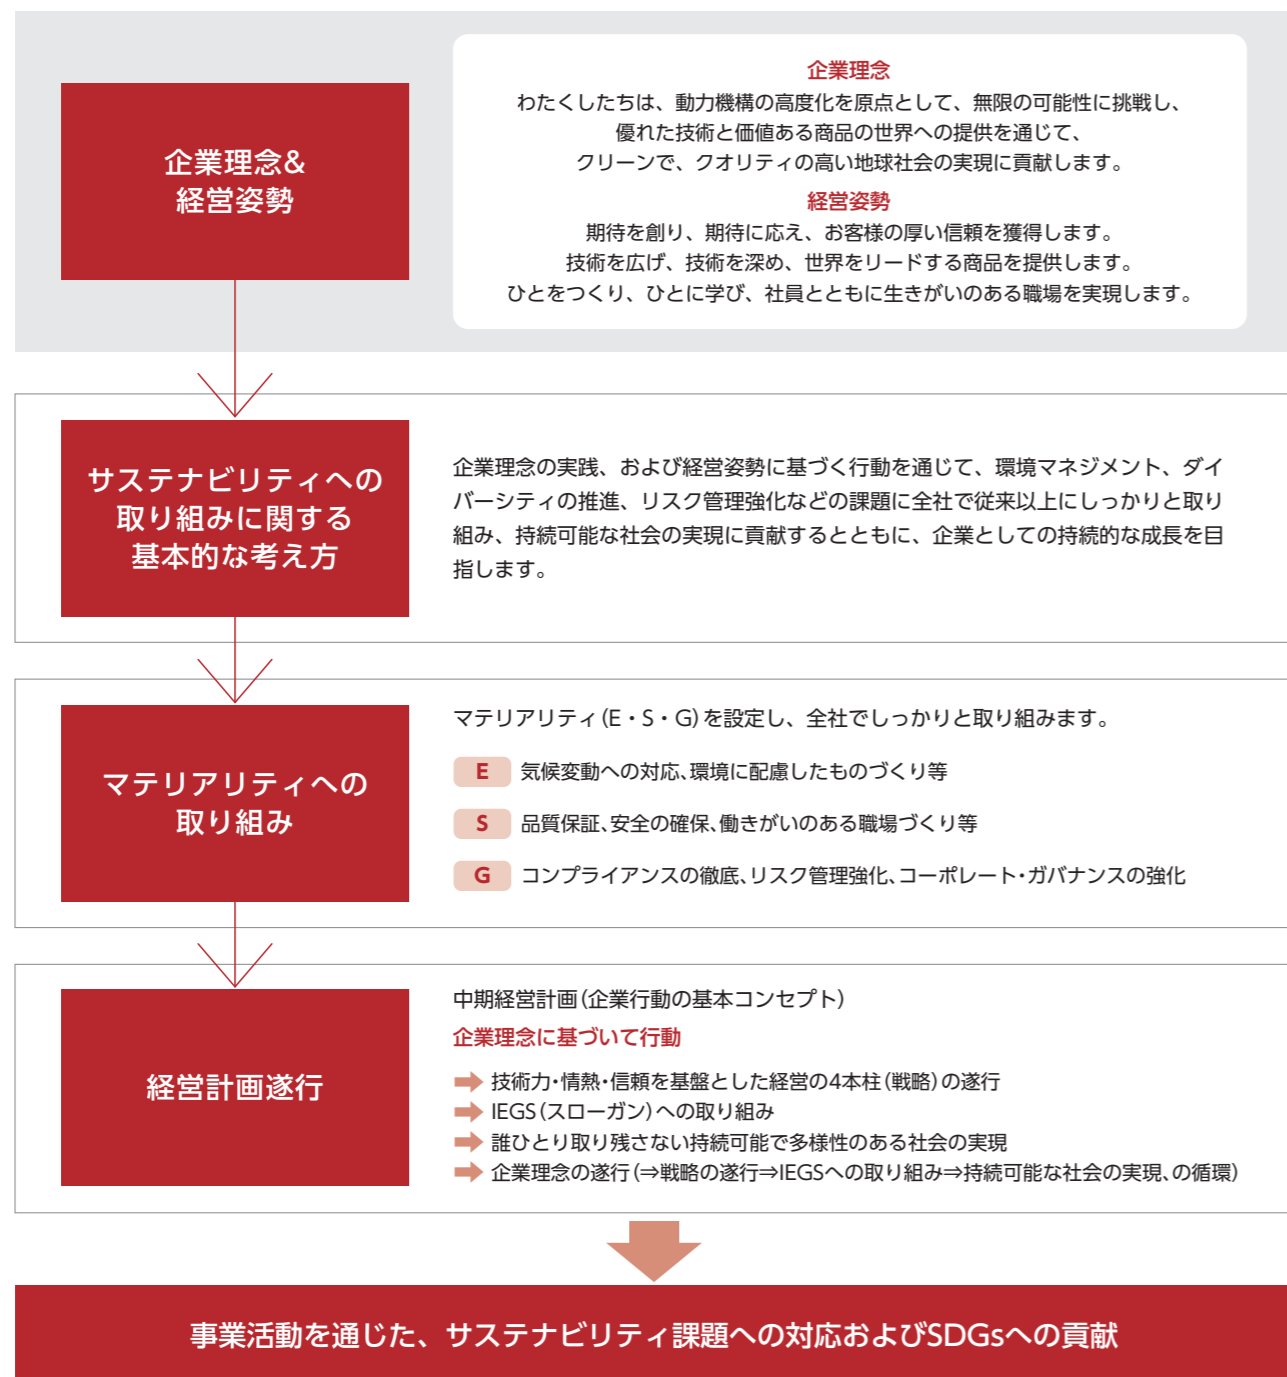 企業理念&
経営姿勢
企業理念
わたくしたちは、動力機構の高度化を原点として、無限の可能性に挑戦し、
優れた技術と価値ある商品の世界への提供を通じて、
クリーンで、クオリティの高い地球社会の実現に貢献します。
経営姿勢
期待を創り、期待に応え、お客様の厚い信頼を獲得します。
技術を広げ、技術を深め、世界をリードする商品を提供します。
ひとをつくり、ひとに学び、社員とともに生きがいのある職場を実現します。
サステナビリティへの
取り組みに関する
基本的な考え方
企業理念の実践、および経営姿勢に基づく行動を通じて、環境マネジメント、ダイ
バーシティの推進、リスク管理強化などの課題に全社で従来以上にしっかりと取り
組み、持続可能な社会の実現に貢献するとともに、企業としての持続的な成長を目
指します。
マテリアリティへの
取り組み
マテリアリティ(E・S・G)を設定し、全社でしっかりと取り組みます。
E 気候変動への対応、環境に配慮したものづくり等
S 品質保証、安全の確保、働きがいのある職場づくり等
G コンプライアンスの徹底、リスク管理強化、コーポレート・ガバナンスの強化
経営計画遂行
中期経営計画(企業行動の基本コンセプト)
企業理念に基づいて行動
技術力・情熱・信頼を基盤とした経営の4本柱(戦略)の遂行
IEGS(スローガン)への取り組み
誰ひとり取り残さない持続可能で多様性のある社会の実現
企業理念の遂行(⇒戦略の遂行⇒IEGSへの取り組み⇒持続可能な社会の実現、の循環)
事業活動を通じた、サステナビリティ課題への対応およびSDGsへの貢献